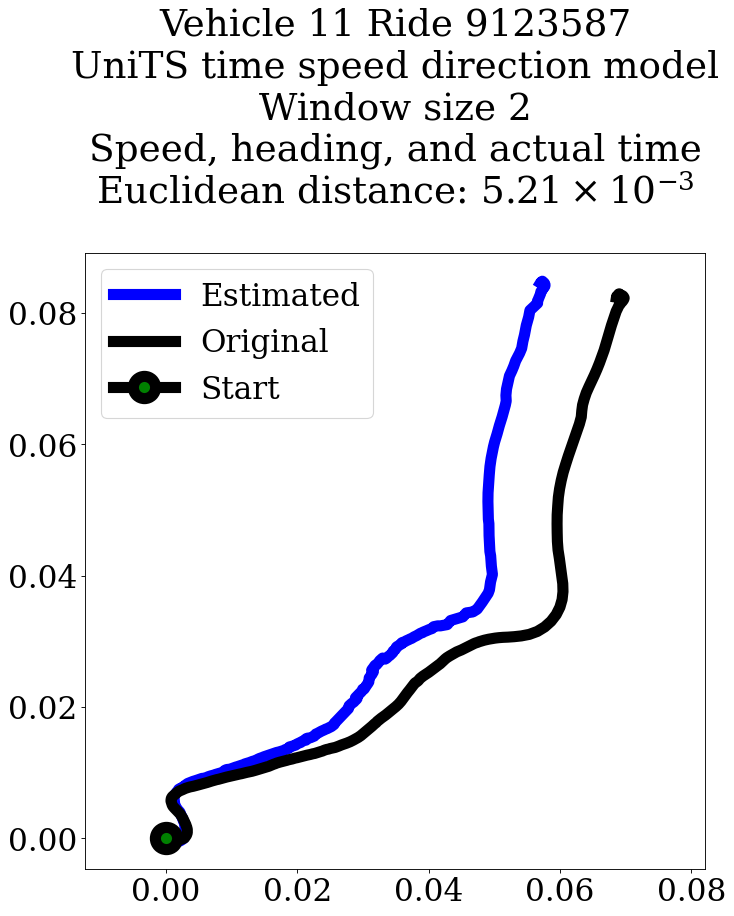 Vehicle 11 Ride 9123587
UniTS time speed direction model
Window size 2
Speed, heading, and actual time
Euclidean distance: 5.21 × 10⁻³
Estimated
Original
Start
0.08
0.06
0.04
0.02
0.00
0.00 0.02 0.04 0.06 0.08